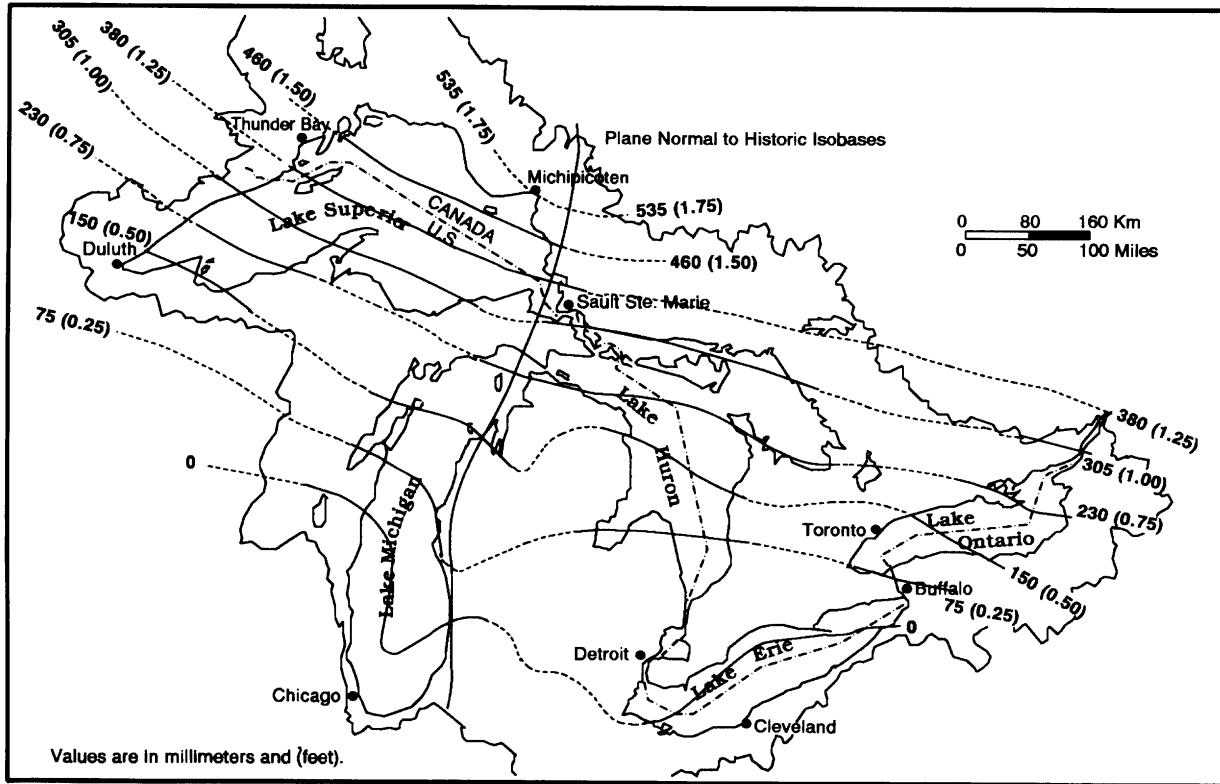 305 (1.00)
380 (1.25)
460 (1.50)
535 (1.75)
230 (0.75)
Thunder Bay
Plane Normal to Historic Isobases
Michipicoten
535 (1.75)
0 80 160 Km
0 50 100 Miles
150 (0.50)
Duluth
Lake Superior
CANADA
U.S.
460 (1.50)
75 (0.25)
Sault Ste. Marie
Lake Huron
380 (1.25)
305 (1.00)
0
Lake Michigan
230 (0.75)
Toronto
Lake Ontario
150 (0.50)
Buffalo
75 (0.25)
0
Detroit
Lake Erie
Chicago
Cleveland
Values are in millimeters and (feet).